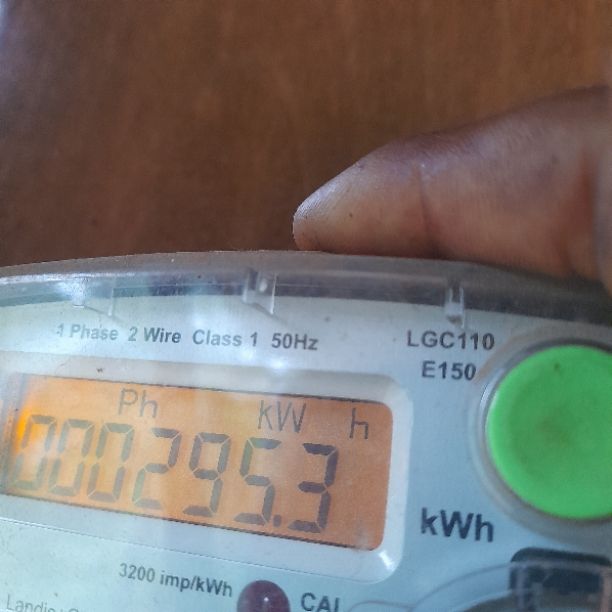 1 Phase 2 Wire Class 1 50Hz
LGC110
E150
Ph kW h
000295.3
kWh
3200 imp/kWh
CAL